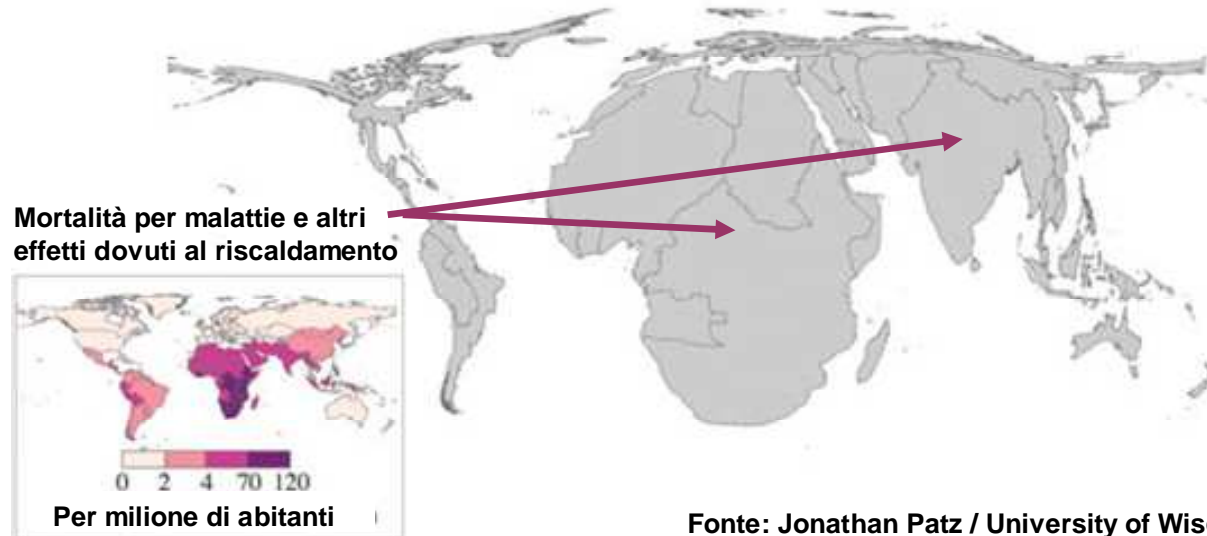 Mortalità per malattie e altri
effetti dovuti al riscaldamento
0 2 4 70 120
Per milione di abitanti
Fonte: Jonathan Patz / University of Wisc